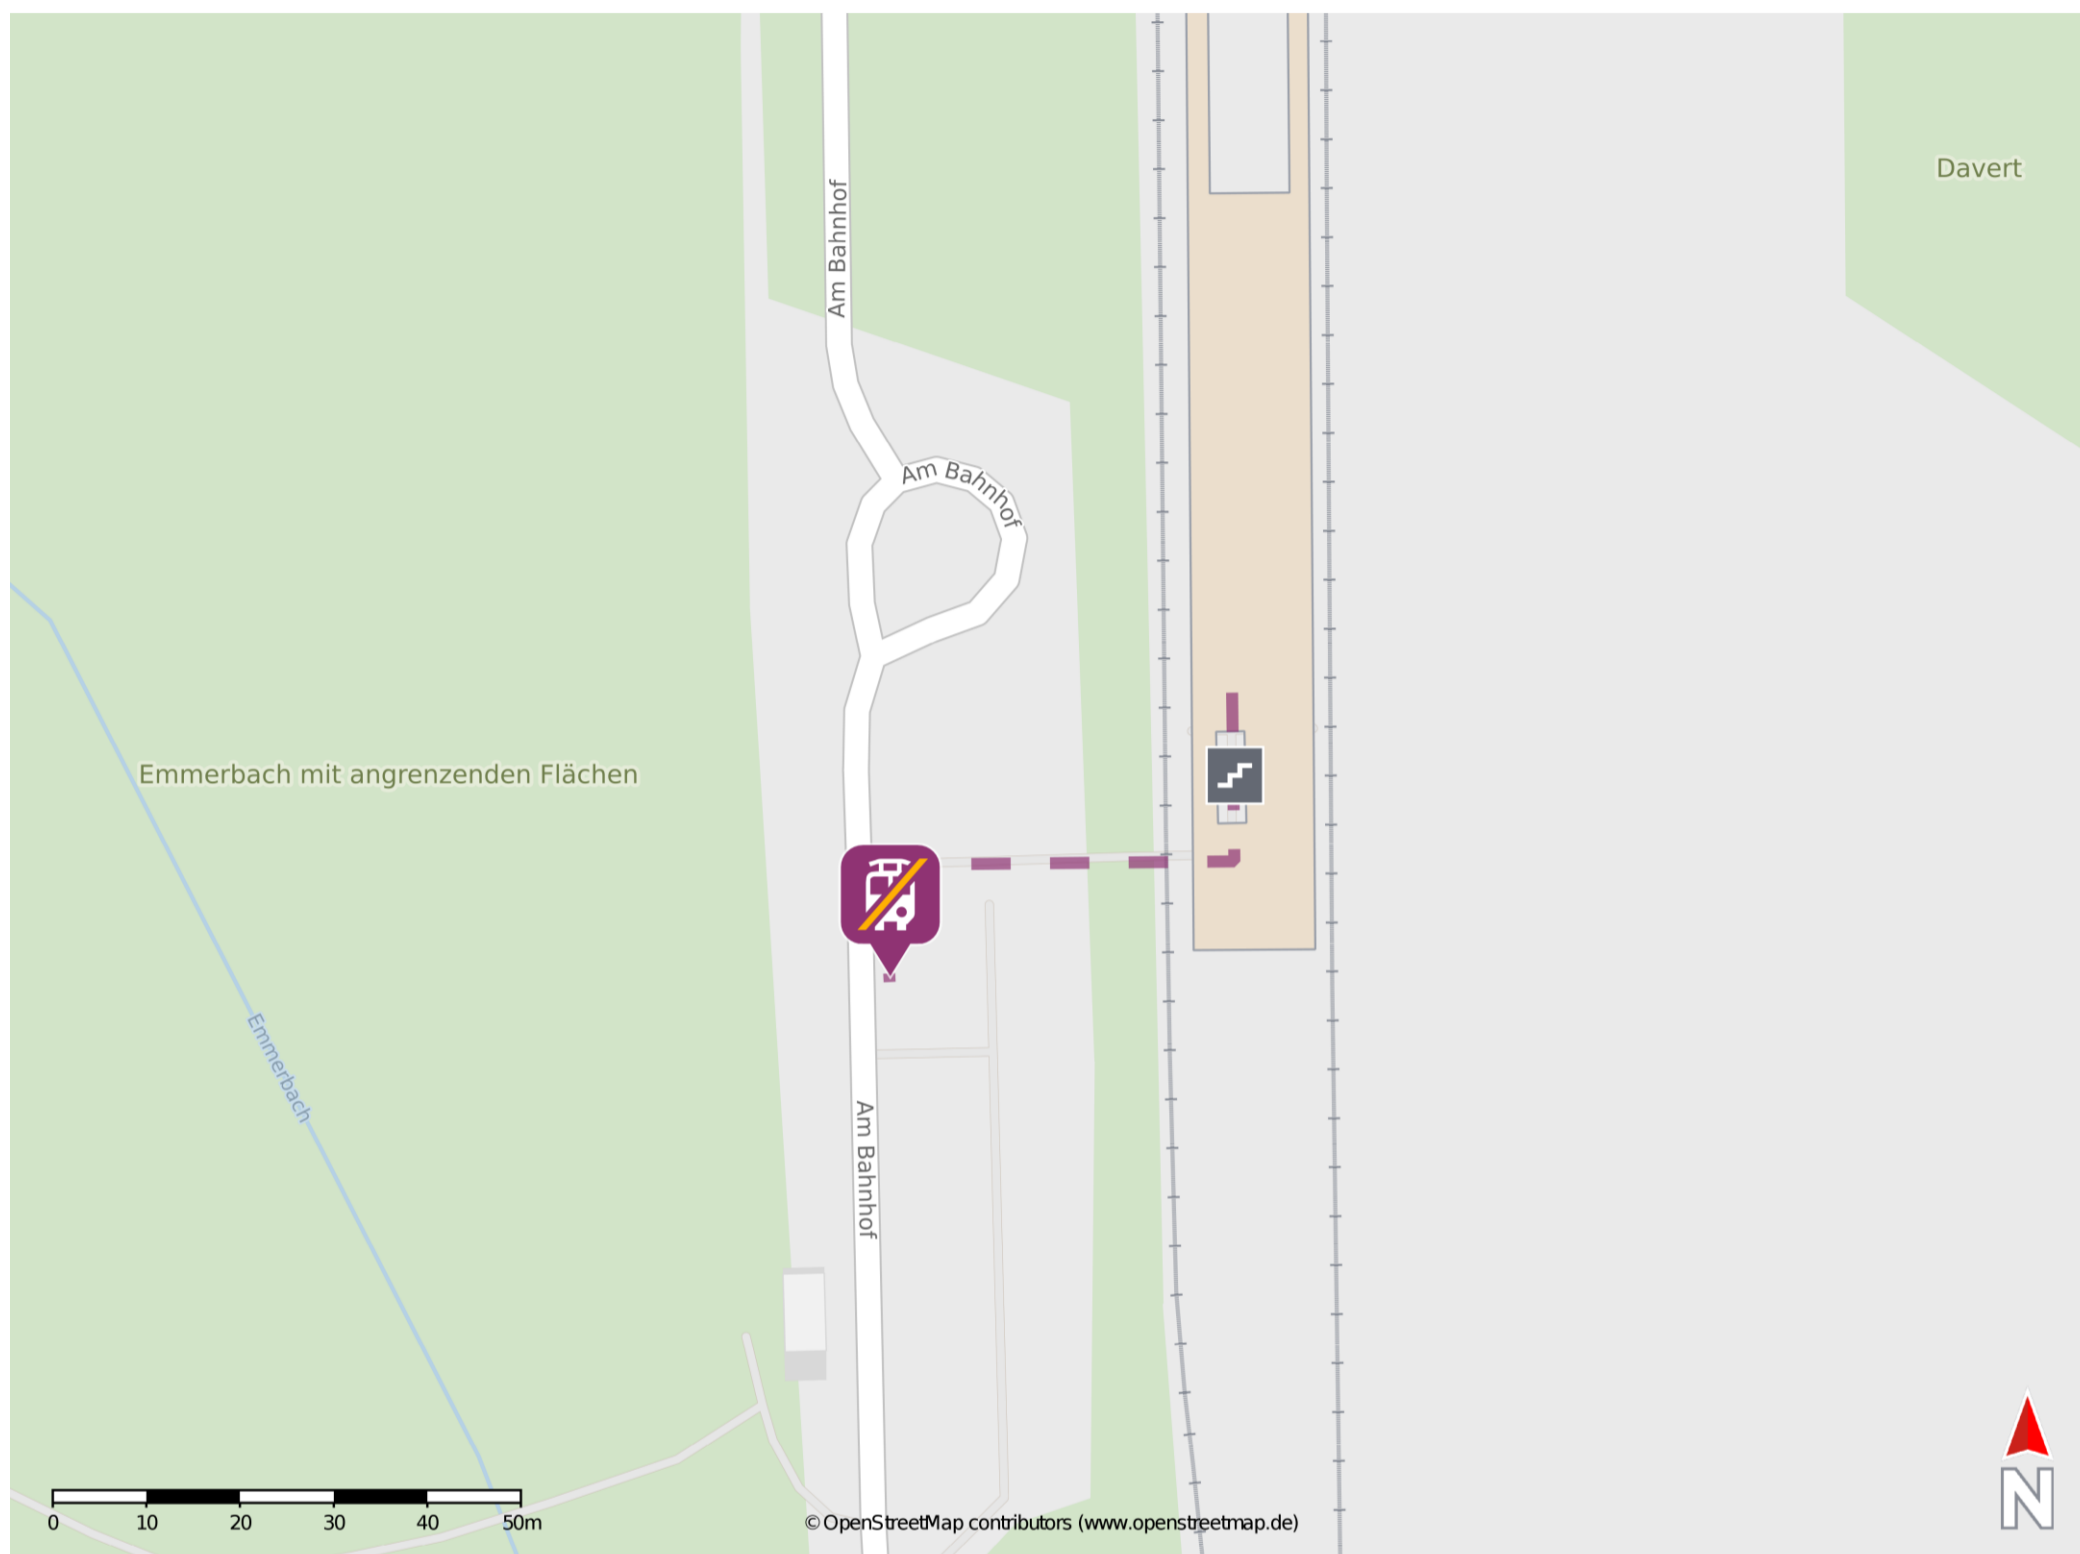 Davert
Am Bahnhof
Am Bahnhof
Emmerbach mit angrenzenden Flächen
Emmerbach
Am Bahnhof
0 10 20 30 40 50m
© OpenStreetMap contributors (www.openstreetmap.de)
N